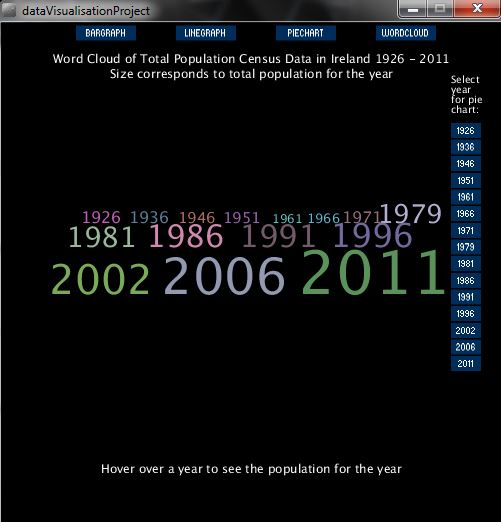 dataVisualisationProject
BARGRAPH LINEGRAPH PIECHART WORDCLOUD
Word Cloud of Total Population Census Data in Ireland 1926 - 2011
Size corresponds to total population for the year
Select
year
for pie
chart:
1926
1936
1946
1951
1961
1966
1971
1979
1981
1986
1991
1996
2002
2006
2011
1926 1936 1946 1951 1961 1966 1971 1979
1981 1986 1991 1996
2002 2006 2011
Hover over a year to see the population for the year